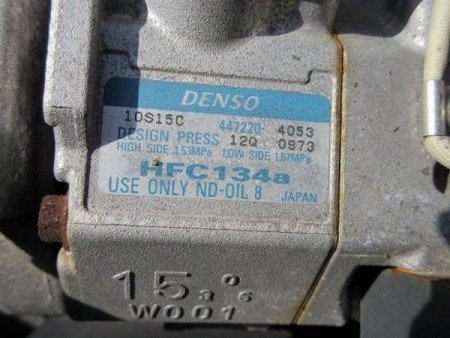 DENSO
10S15C 447220- 4053
DESIGN PRESS 12Q 0973
HIGH SIDE 3.53MPa LOW SIDE 1.67MPa
HFC134a
USE ONLY ND-OIL 8 JAPAN
15
W001